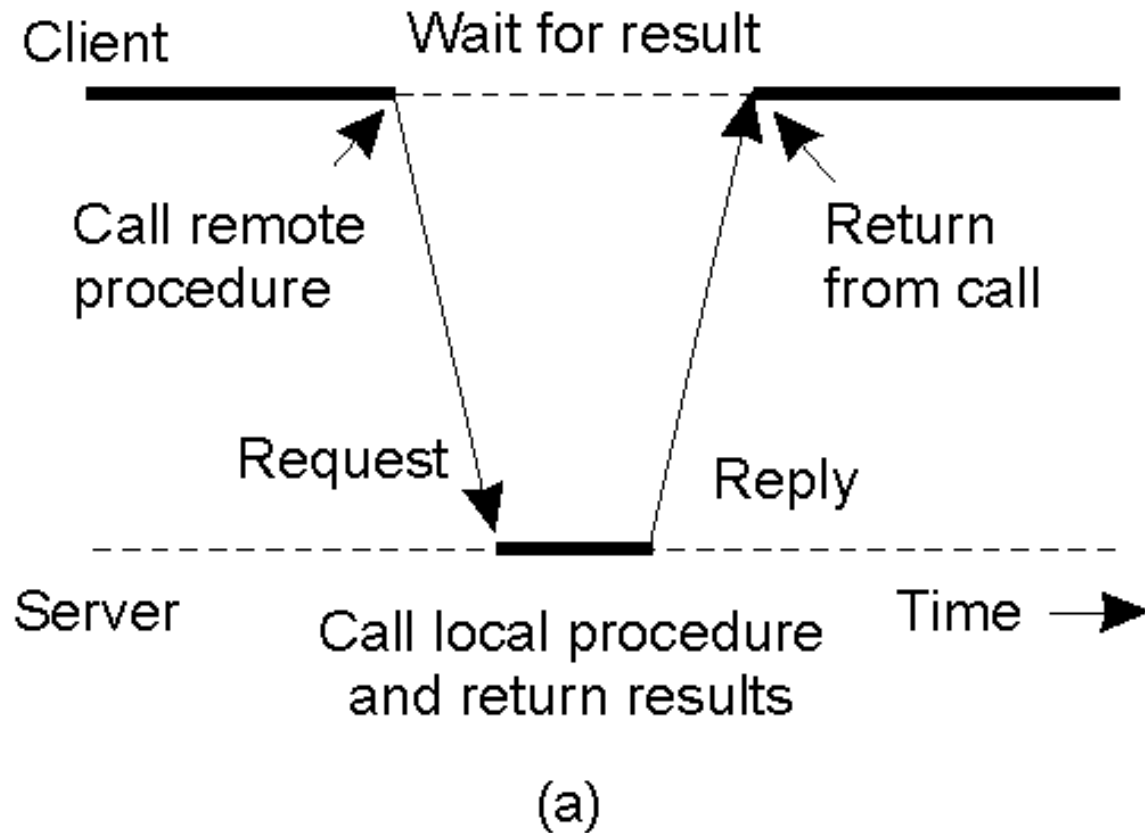 Client
Wait for result
Call remote
procedure
Return
from call
Request
Reply
Server
Call local procedure
and return results
Time
(a)